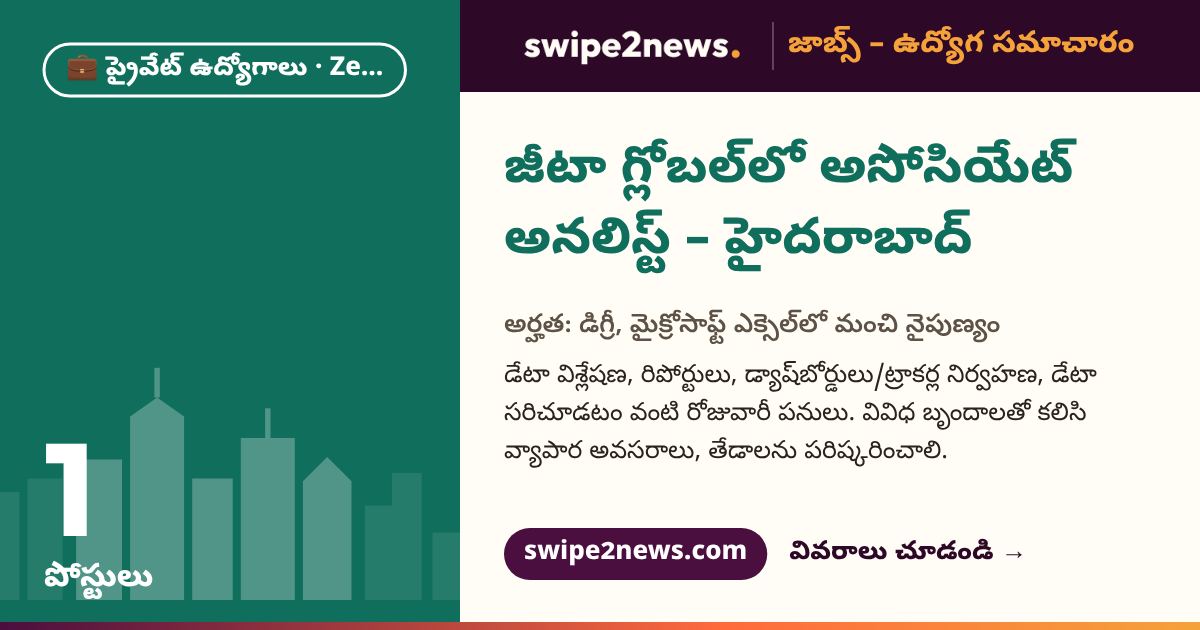 💼 ప్రైవేట్ ఉద్యోగాలు · Ze...
swipe2news.
జాబ్స్ – ఉద్యోగ సమాచారం
జీటా గ్లోబల్‌లో అసోసియేట్
అనలిస్ట్ – హైదరాబాద్
అర్హత: డిగ్రీ, మైక్రోసాఫ్ట్ ఎక్సెల్‌లో మంచి నైపుణ్యం
డేటా విశ్లేషణ, రిపోర్టులు, డ్యాష్‌బోర్డులు/ట్రాకర్ల నిర్వహణ, డేటా
సరిచూడటం వంటి రోజువారీ పనులు. వివిధ బృందాలతో కలిసి
వ్యాపార అవసరాలు, తేడాలను పరిష్కరించాలి.
1
పోస్టులు
swipe2news.com
వివరాలు చూడండి →